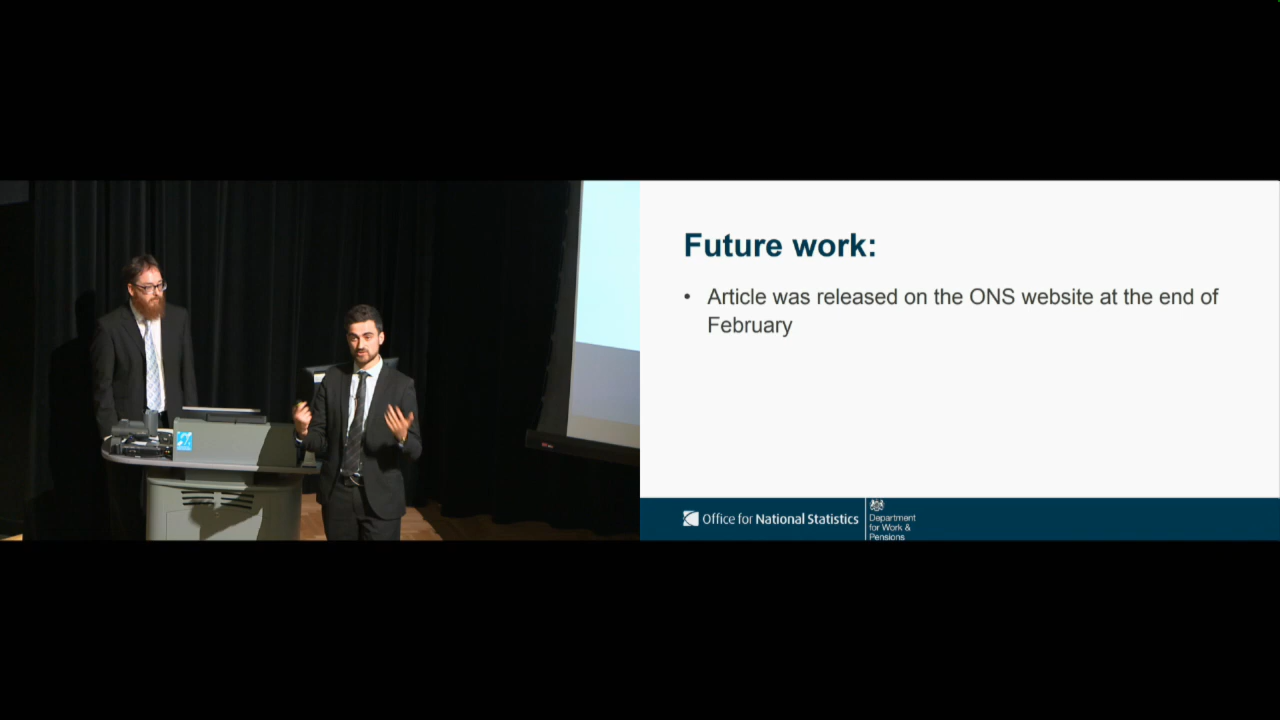 Future work:
• Article was released on the ONS website at the end of
February
Office for National Statistics
Department
for Work &
Pensions